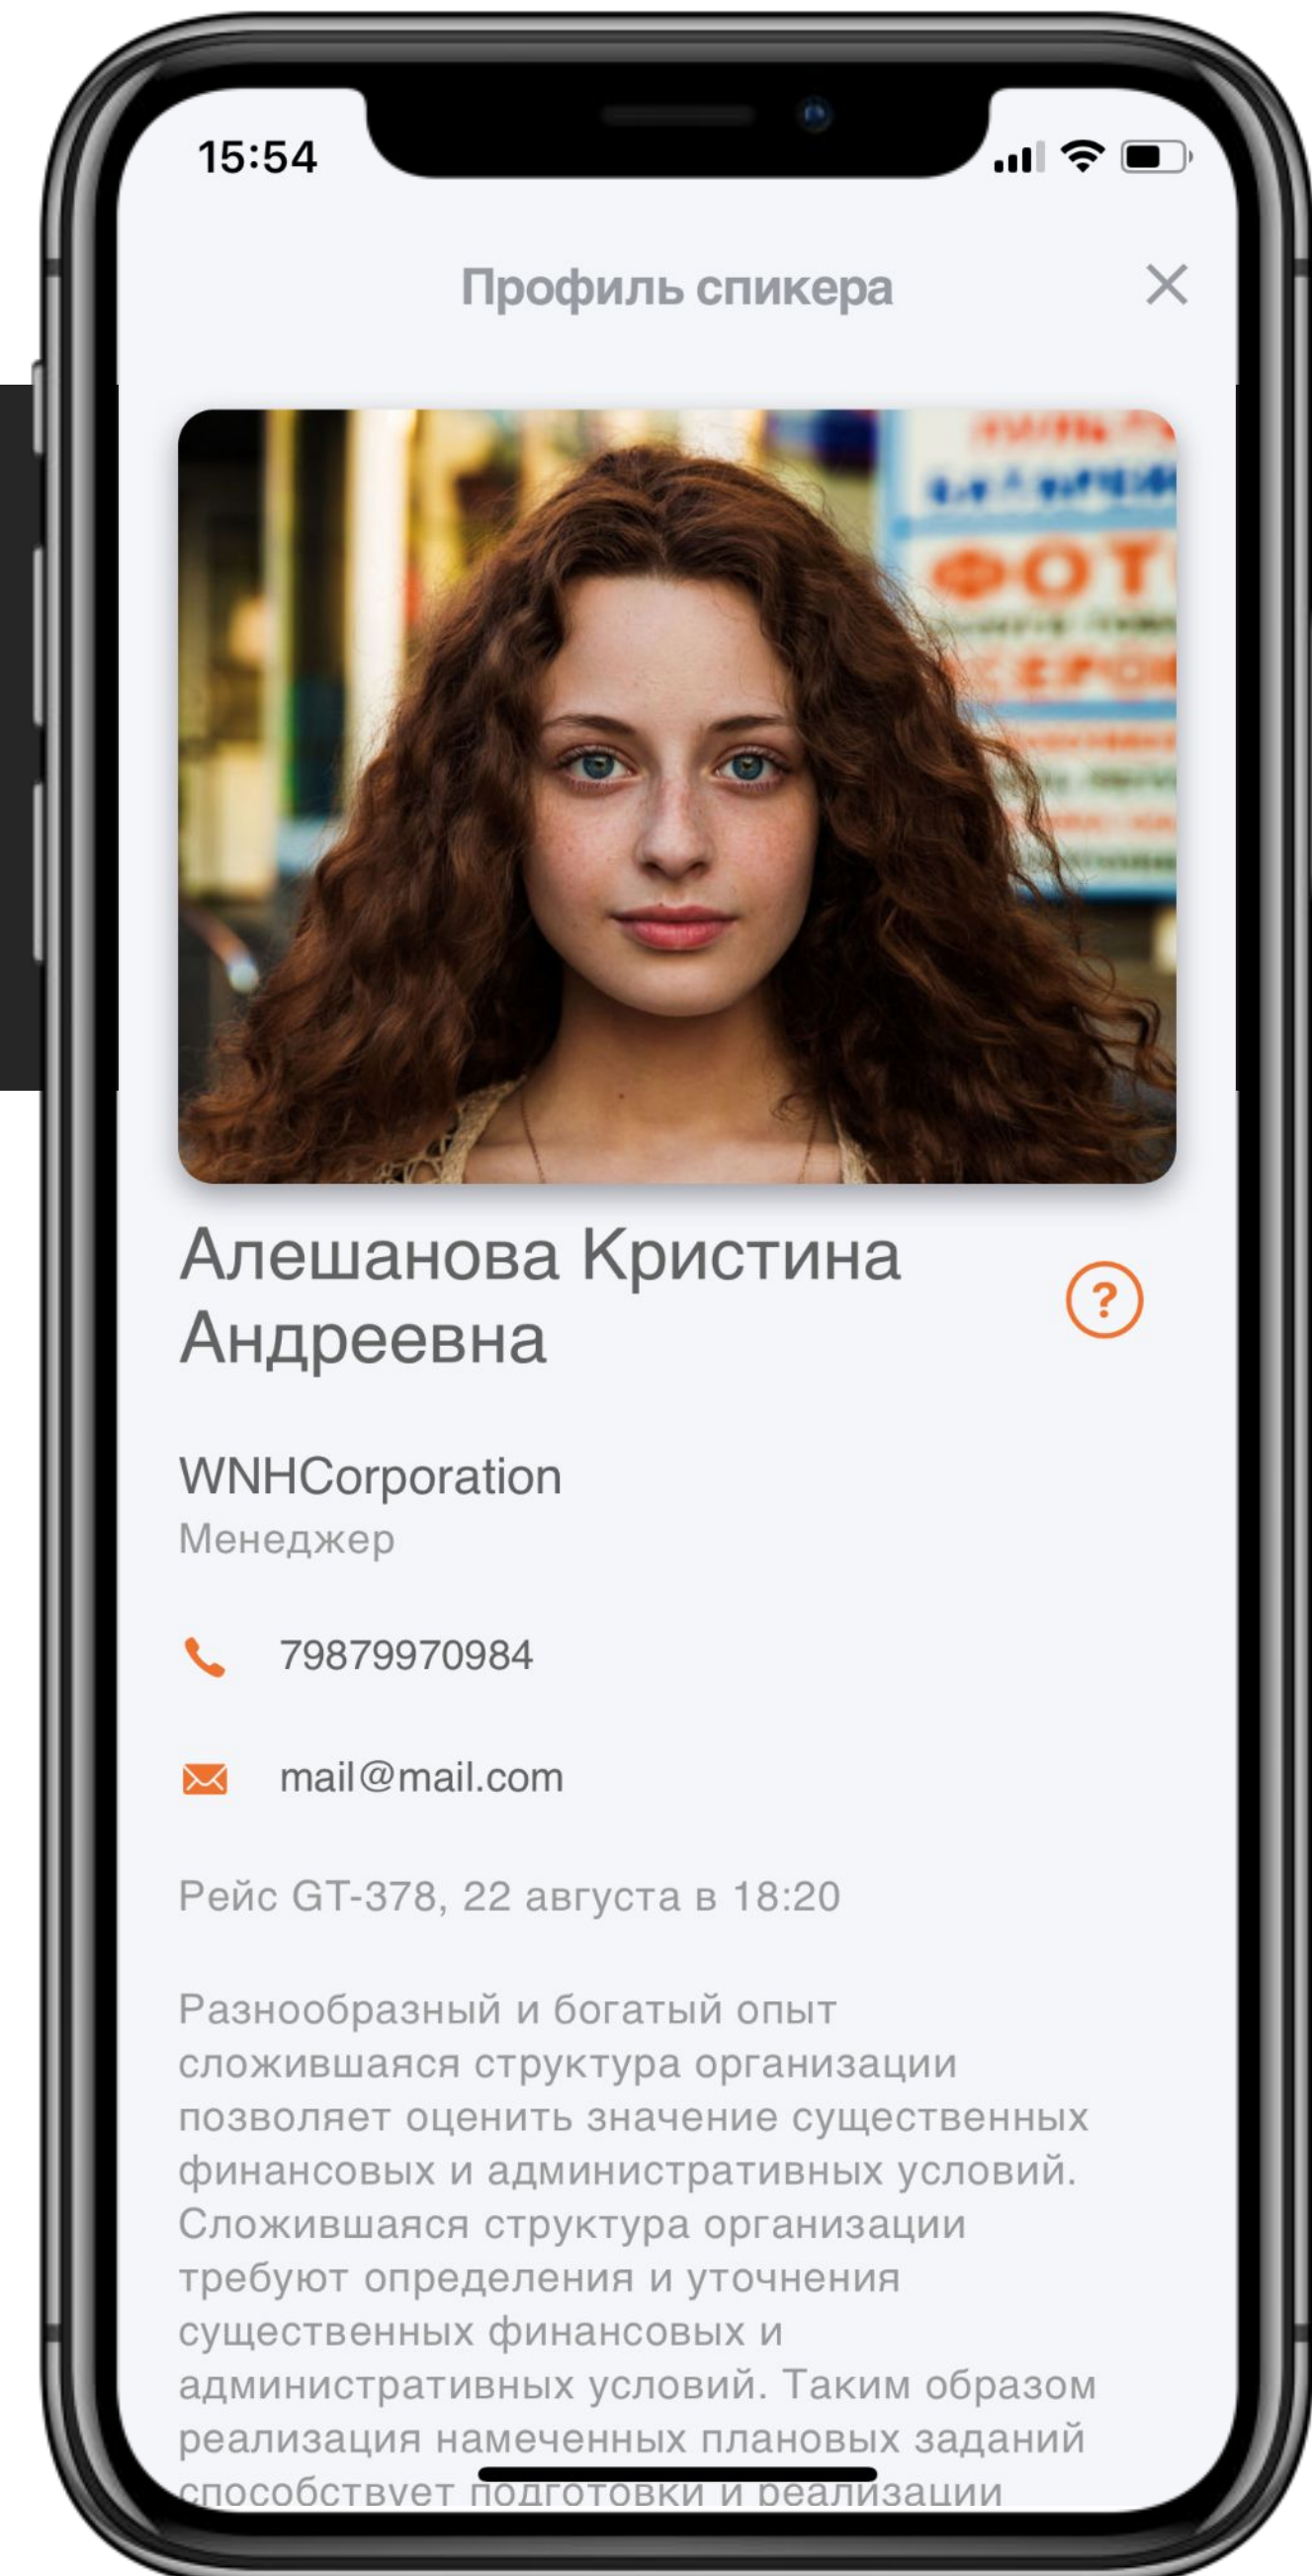 15:54
Профиль спикера
ФОТ
Алешанова Кристина
Андреевна
?
WNHCorporation
Менеджер
79879970984
mail@mail.com
Рейс GT-378, 22 августа в 18:20
Разнообразный и богатый опыт
сложившаяся структура организации
позволяет оценить значение существенных
финансовых и административных условий.
Сложившаяся структура организации
требуют определения и уточнения
существенных финансовых и
административных условий. Таким образом
реализация намеченных плановых заданий
способствует подготовки и реализации